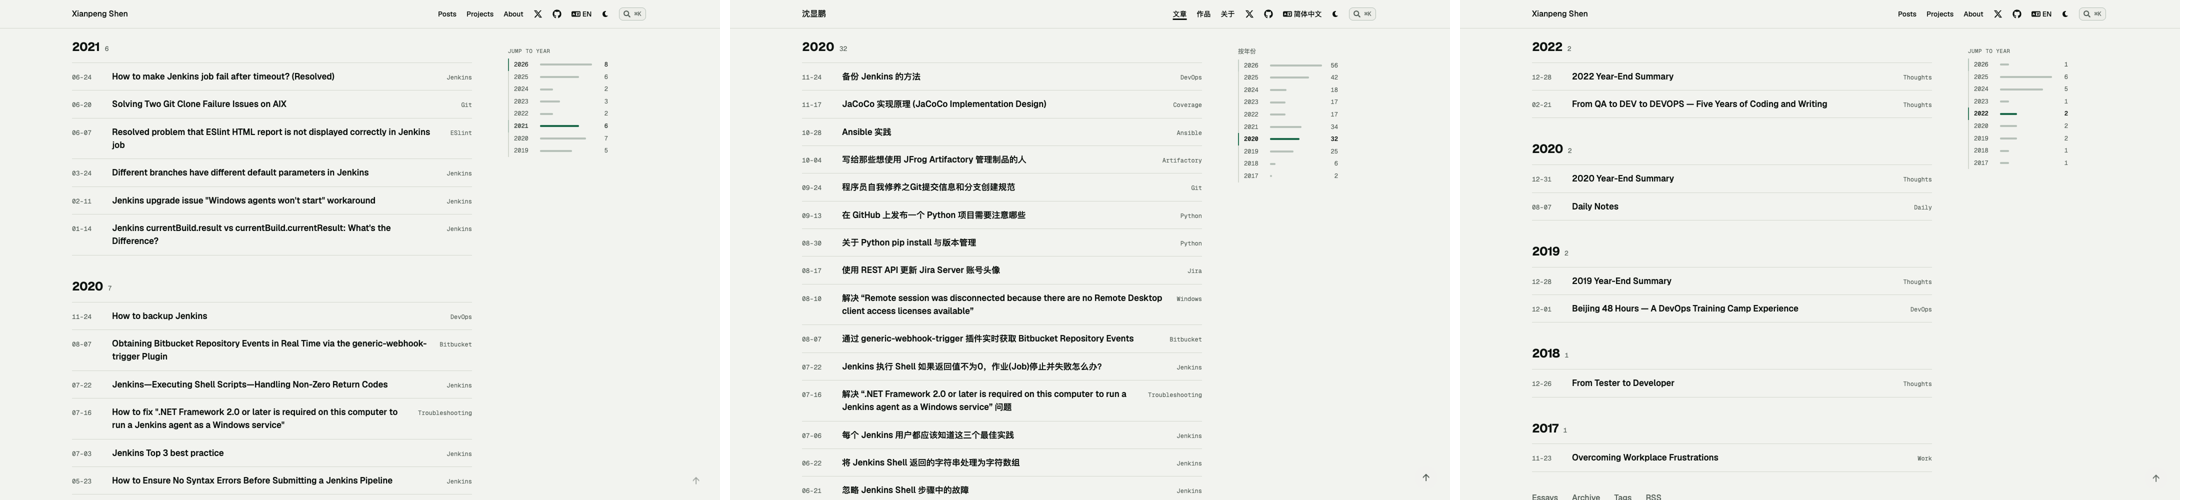 Xianpeng Shen
Posts Projects About EN ⌘K
2021 6
06-24 How to make Jenkins job fail after timeout? (Resolved) Jenkins
06-20 Solving Two Git Clone Failure Issues on AIX Git
06-07 Resolved problem that ESlint HTML report is not displayed correctly in Jenkins ESlint
job
03-24 Different branches have different default parameters in Jenkins Jenkins
02-11 Jenkins upgrade issue "Windows agents won't start" workaround Jenkins
01-14 Jenkins currentBuild.result vs currentBuild.currentResult: What's the Jenkins
Difference?
2020 7
11-24 How to backup Jenkins DevOps
08-07 Obtaining Bitbucket Repository Events in Real Time via the generic-webhook- Bitbucket
trigger Plugin
07-22 Jenkins—Executing Shell Scripts—Handling Non-Zero Return Codes Jenkins
07-16 How to fix ".NET Framework 2.0 or later is required on this computer to Troubleshooting
run a Jenkins agent as a Windows service"
07-03 Jenkins Top 3 best practice Jenkins
05-23 How to Ensure No Syntax Errors Before Submitting a Jenkins Pipeline Jenkins
JUMP TO YEAR
2026 8
2025 6
2024 2
2023 3
2022 2
2021 6
2020 7
2019 5
沈显鹏
文章 作品 关于 简体中文 ⌘K
2020 32
11-24 备份 Jenkins 的方法 DevOps
11-17 JaCoCo 实现原理 (JaCoCo Implementation Design) Coverage
10-28 Ansible 实践 Ansible
10-04 写给那些想使用 JFrog Artifactory 管理制品的人 Artifactory
09-24 程序员自我修养之Git提交信息和分支创建规范 Git
09-13 在 GitHub 上发布一个 Python 项目需要注意哪些 Python
08-30 关于 Python pip install 与版本管理 Python
08-17 使用 REST API 更新 Jira Server 账号头像 Jira
08-10 解决 “Remote session was disconnected because there are no Remote Desktop Windows
client access licenses available”
08-07 通过 generic-webhook-trigger 插件实时获取 Bitbucket Repository Events Bitbucket
07-22 Jenkins 执行 Shell 如果返回值不为0，作业(Job)停止并失败怎么办? Jenkins
07-16 解决 “.NET Framework 2.0 or later is required on this computer to run a Troubleshooting
Jenkins agent as a Windows service” 问题
07-06 每个 Jenkins 用户都应该知道这三个最佳实践 Jenkins
06-22 将 Jenkins Shell 返回的字符串处理为字符数组 Jenkins
06-21 忽略 Jenkins Shell 步骤中的故障 Jenkins
按年份
2026 56
2025 42
2024 18
2023 17
2022 17
2021 34
2020 32
2019 25
2018 6
2017 2
Xianpeng Shen
Posts Projects About EN ⌘K
2022 2
12-28 2022 Year-End Summary Thoughts
02-21 From QA to DEV to DEVOPS — Five Years of Coding and Writing Thoughts
2020 2
12-31 2020 Year-End Summary Thoughts
08-07 Daily Notes Daily
2019 2
12-28 2019 Year-End Summary Thoughts
12-01 Beijing 48 Hours — A DevOps Training Camp Experience DevOps
2018 1
12-26 From Tester to Developer Thoughts
2017 1
11-23 Overcoming Workplace Frustrations Work
Essays Archive Tags RSS
JUMP TO YEAR
2026 1
2025 6
2024 5
2023 1
2022 2
2020 2
2019 2
2018 1
2017 1